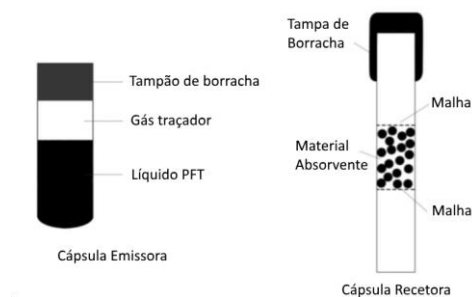 Tampão de borracha
Gás traçador
Líquido PFT
Cápsula Emissora
Tampa de
Borracha
Malha
Material
Absorvente
Malha
Cápsula Recetora